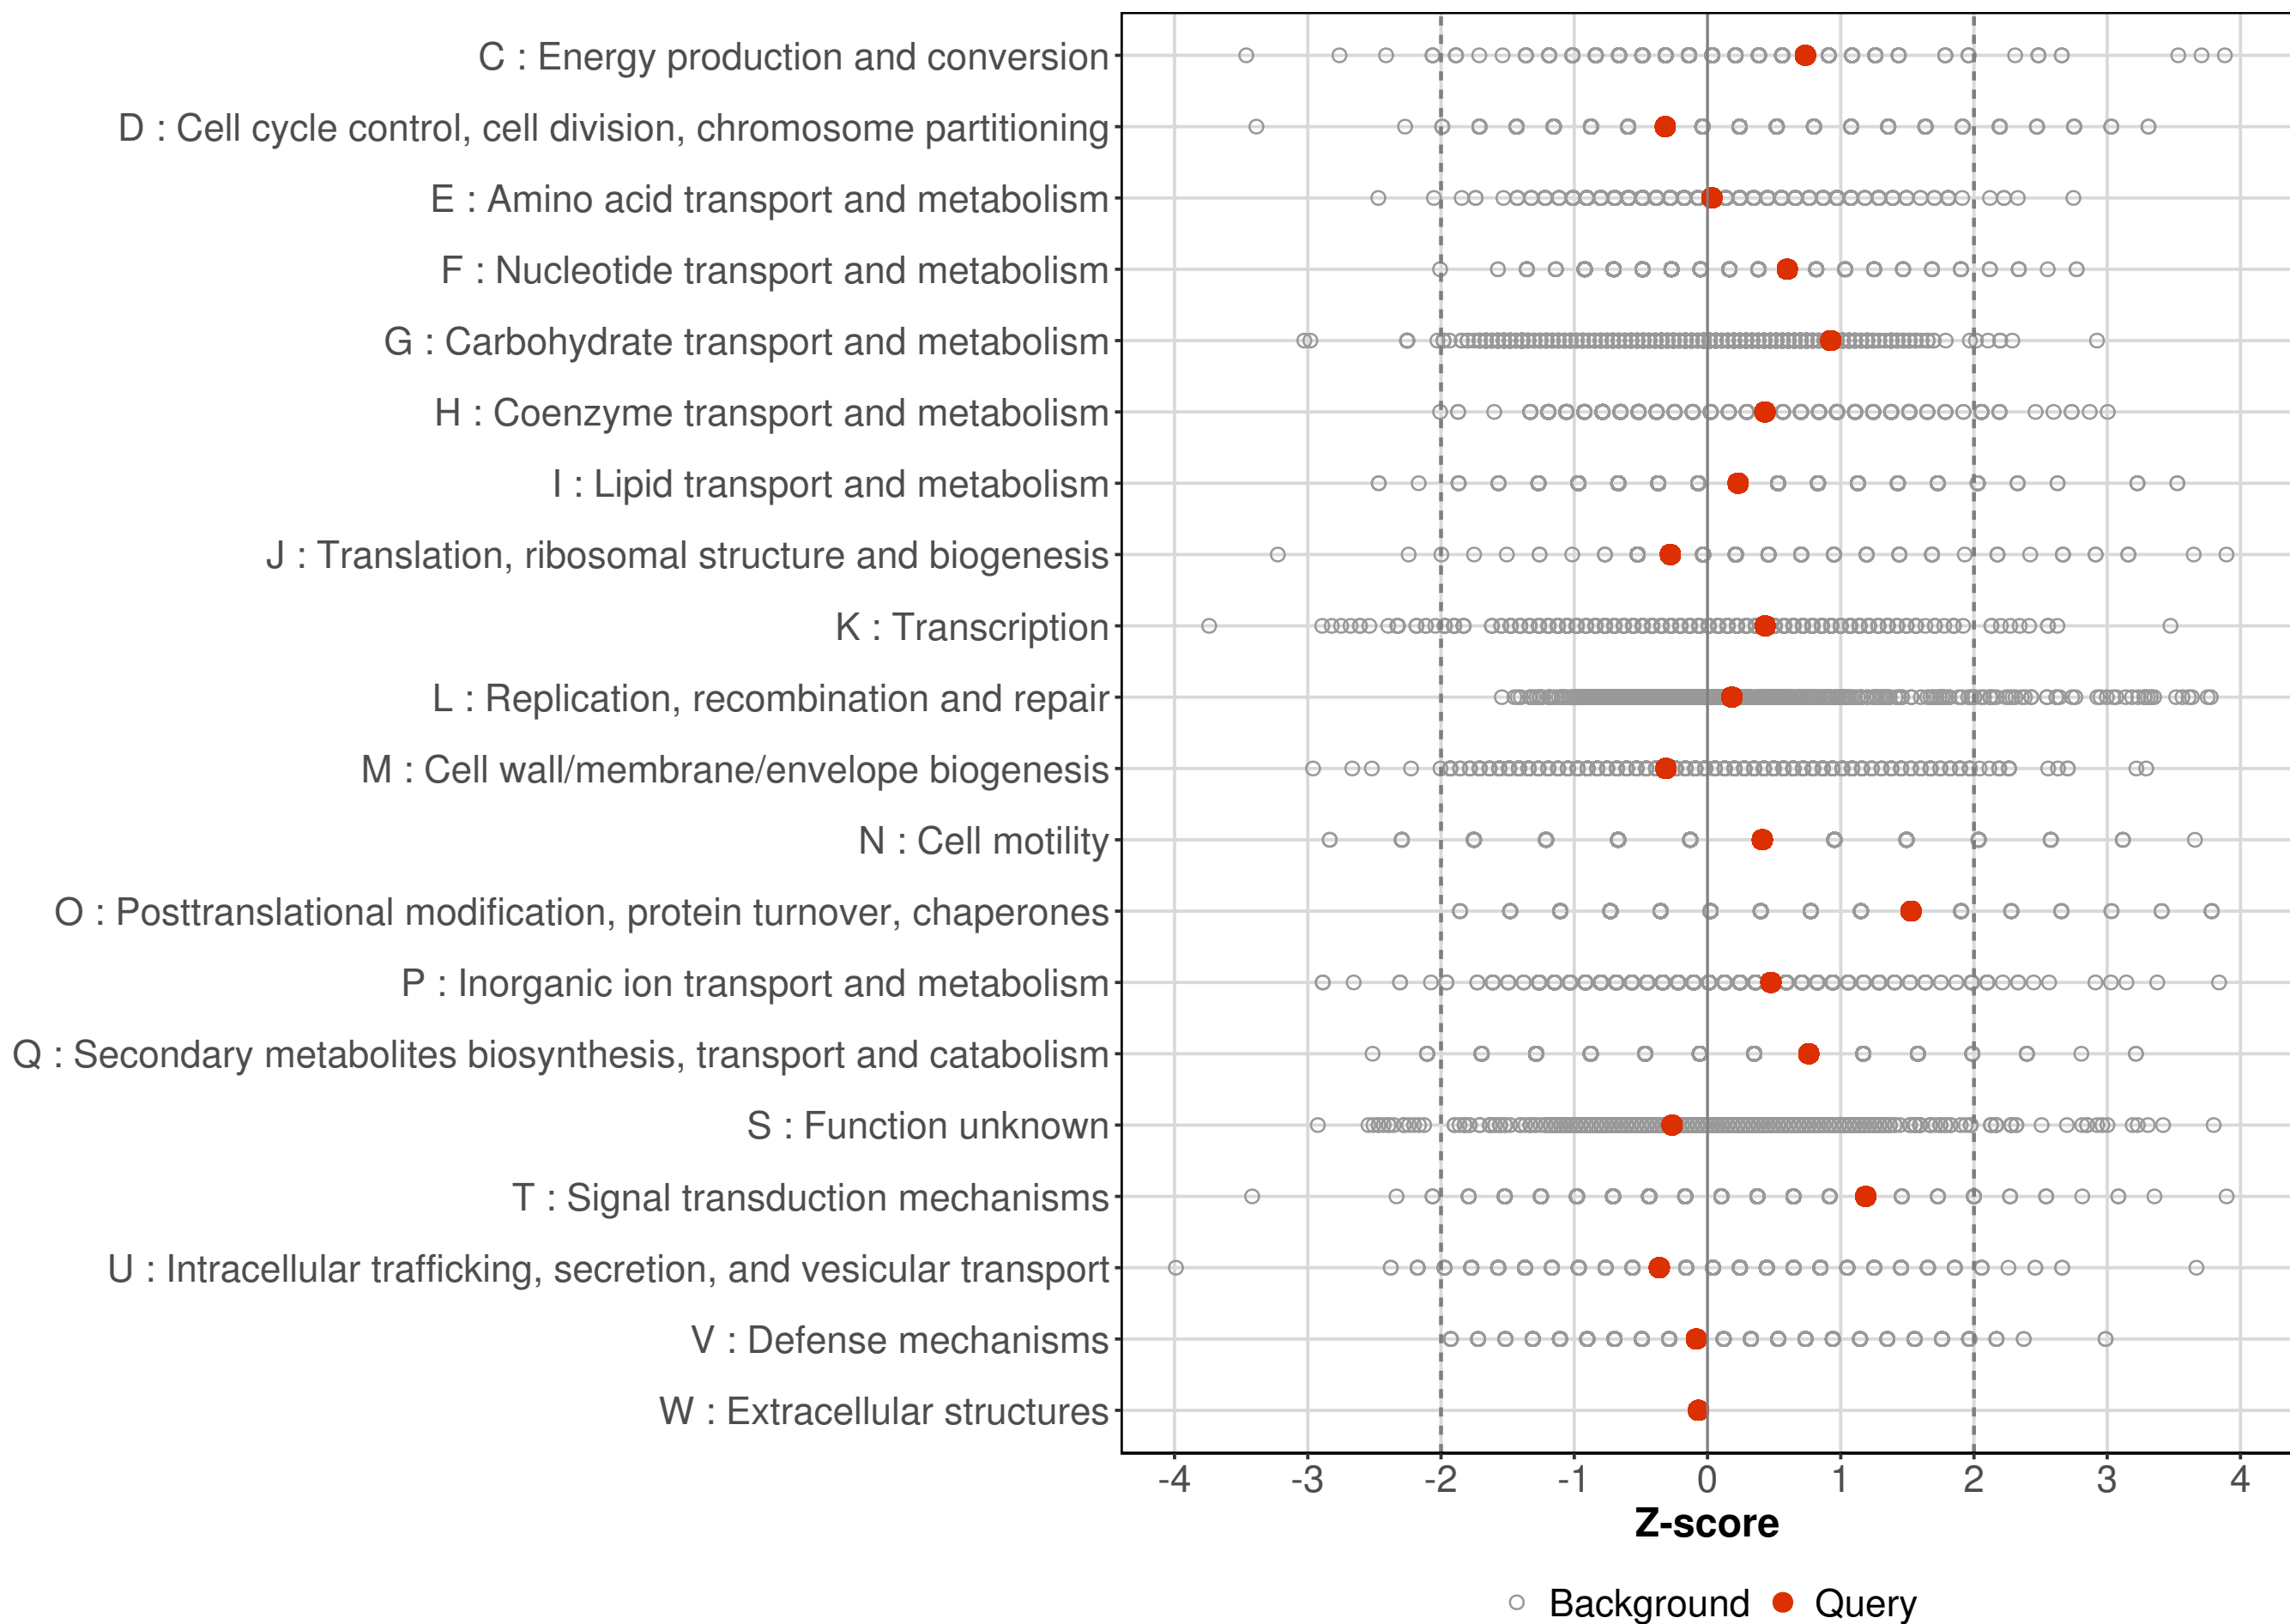 C : Energy production and conversion
D : Cell cycle control, cell division, chromosome partitioning
E : Amino acid transport and metabolism
F : Nucleotide transport and metabolism
G : Carbohydrate transport and metabolism
H : Coenzyme transport and metabolism
I : Lipid transport and metabolism
J : Translation, ribosomal structure and biogenesis
K : Transcription
L : Replication, recombination and repair
M : Cell wall/membrane/envelope biogenesis
N : Cell motility
O : Posttranslational modification, protein turnover, chaperones
P : Inorganic ion transport and metabolism
Q : Secondary metabolites biosynthesis, transport and catabolism
S : Function unknown
T : Signal transduction mechanisms
U : Intracellular trafficking, secretion, and vesicular transport
V : Defense mechanisms
W : Extracellular structures
-4 -3 -2 -1 0 1 2 3 4
Z-score
Background Query